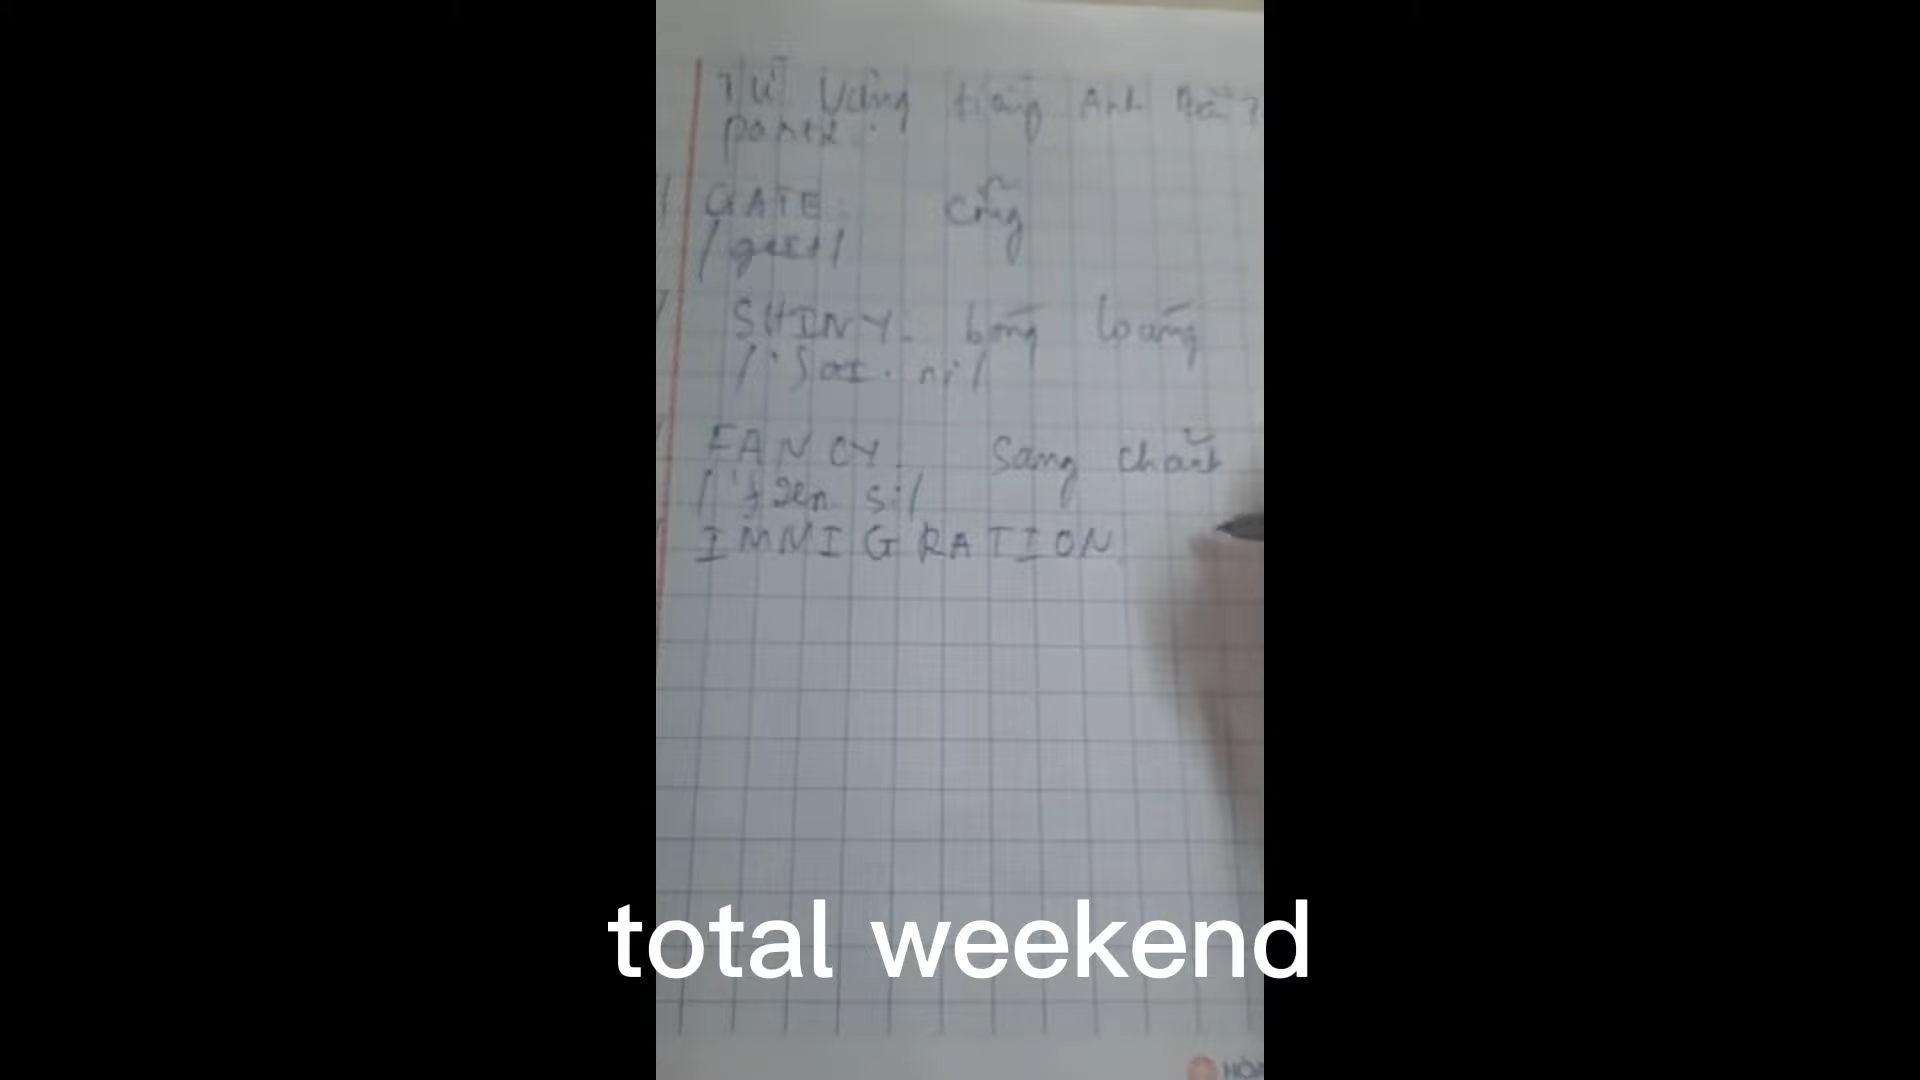 Từ Vựng tiếng Anh
part2:
GATE cổng
/geɪt/
SHINY. bóng loáng
/ˈʃaɪ.ni/
FANCY. Sang chảnh
/ˈfæn si/
IMMIGRATION
total weekend